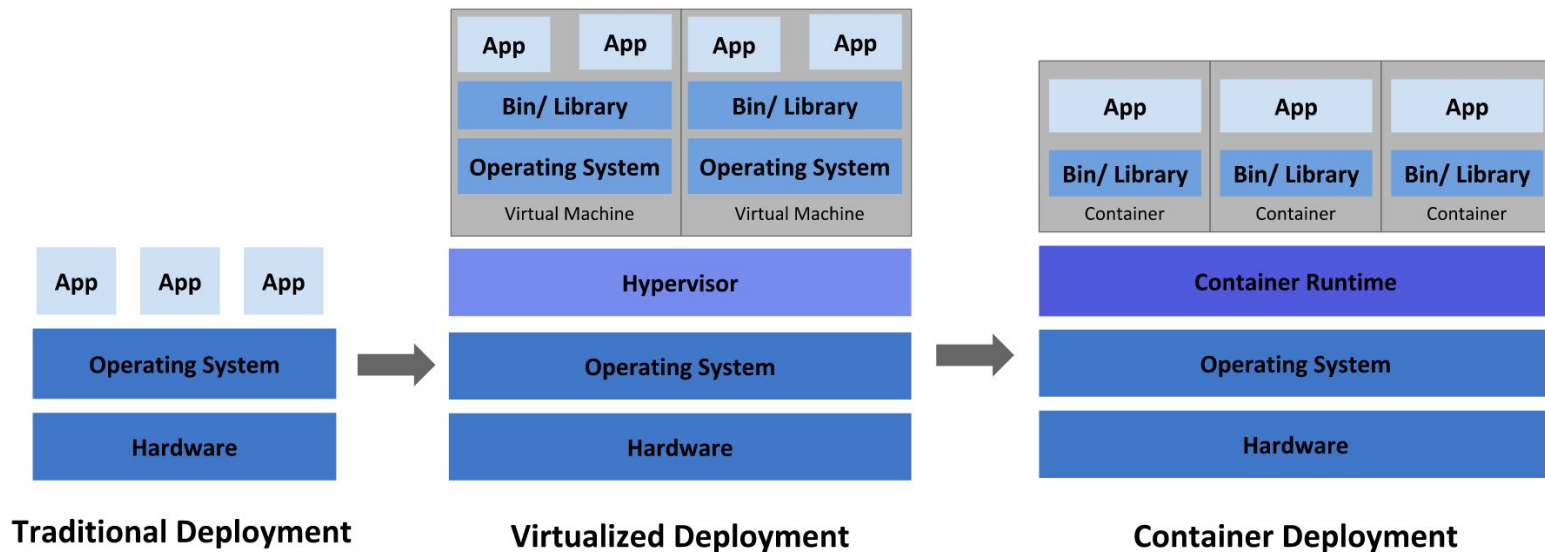 App
App
App
Operating System
Hardware
Traditional Deployment
App
App
App
App
Bin/ Library
Bin/ Library
Operating System
Operating System
Virtual Machine
Virtual Machine
Hypervisor
Operating System
Hardware
Virtualized Deployment
App
App
App
Bin/ Library
Bin/ Library
Bin/ Library
Container
Container
Container
Container Runtime
Operating System
Hardware
Container Deployment